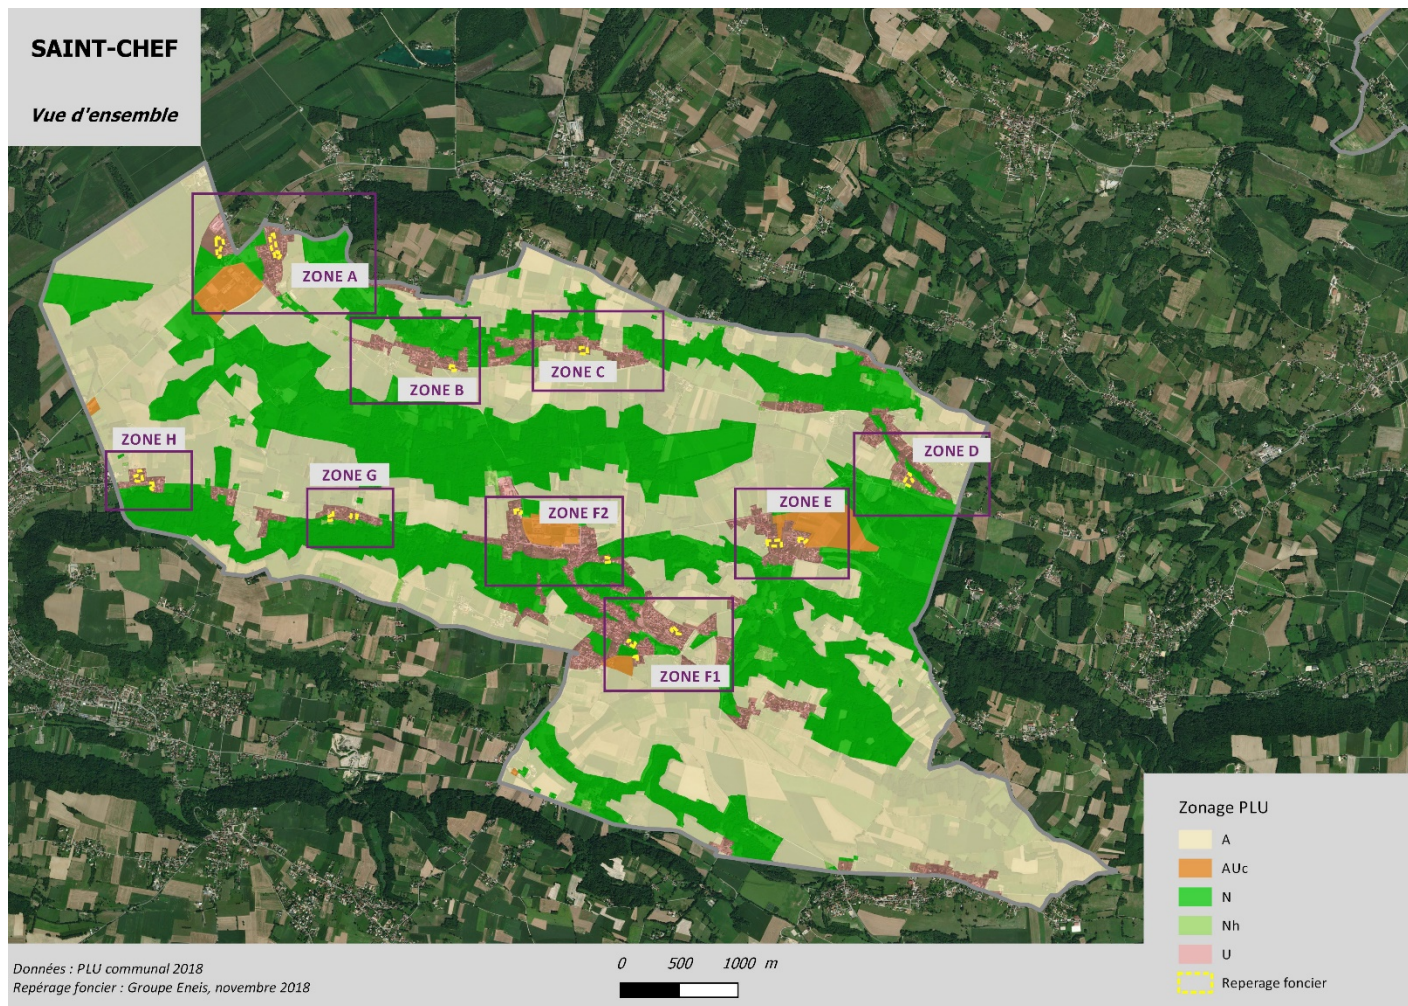 SAINT-CHEF
Vue d'ensemble
ZONE A
ZONE B
ZONE C
ZONE H
ZONE G
ZONE F2
ZONE E
ZONE D
ZONE F1
Zonage PLU
A
AUc
N
Nh
U
Reperage foncier
0 500 1000 m
Données : PLU communal 2018
Repérage foncier : Groupe Eneis, novembre 2018